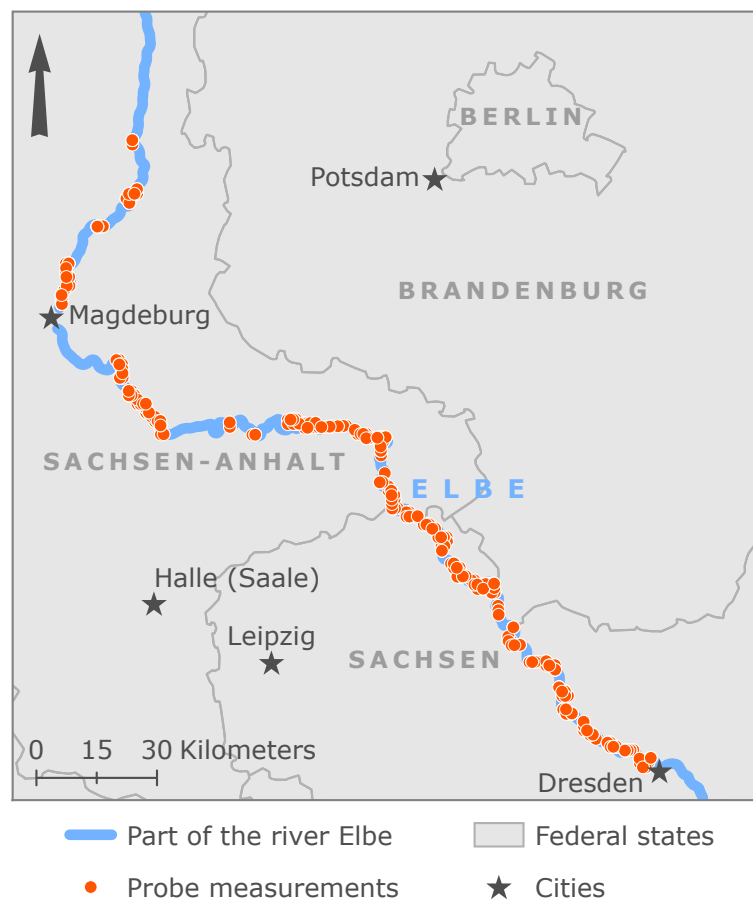 BERLIN
Potsdam
BRANDENBURG
Magdeburg
SACHSEN-ANHALT
ELBE
Halle (Saale)
Leipzig
SACHSEN
0 15 30 Kilometers
Dresden
Part of the river Elbe
Federal states
Probe measurements
Cities